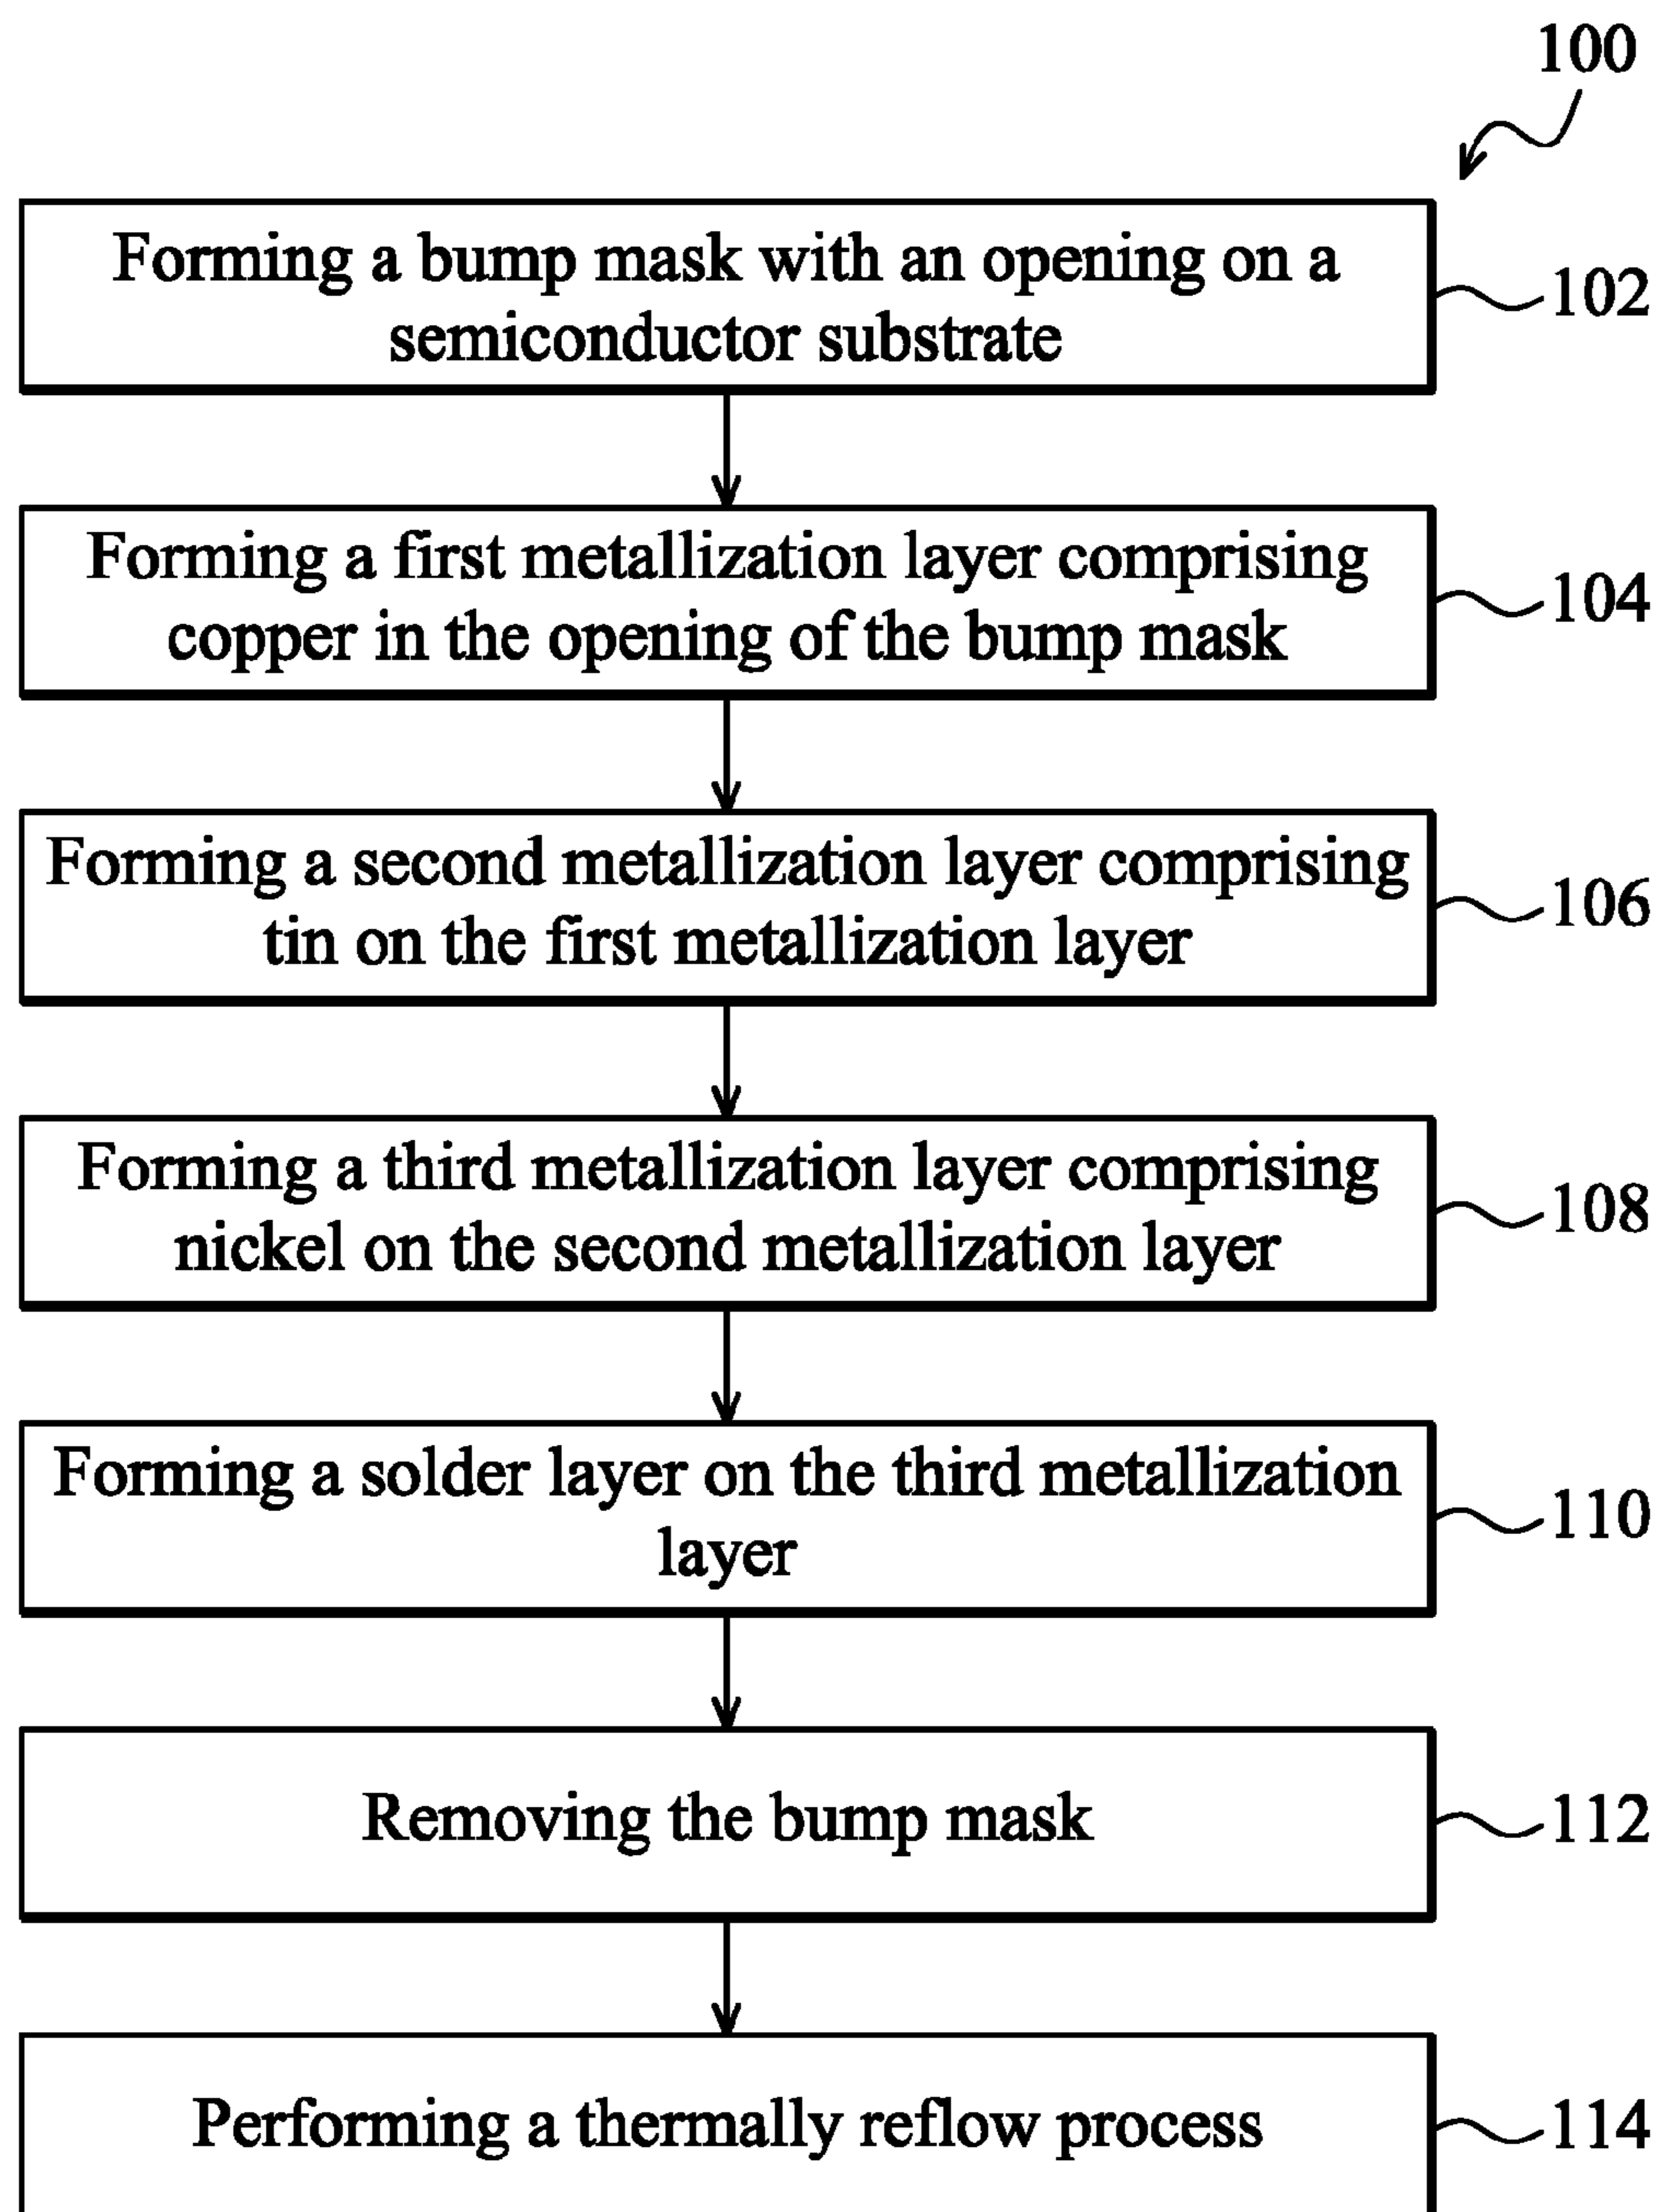 100
Forming a bump mask with an opening on a
semiconductor substrate
102
Forming a first metallization layer comprising
copper in the opening of the bump mask
104
Forming a second metallization layer comprising
tin on the first metallization layer
106
Forming a third metallization layer comprising
nickel on the second metallization layer
108
Forming a solder layer on the third metallization
layer
110
Removing the bump mask
112
Performing a thermally reflow process
114